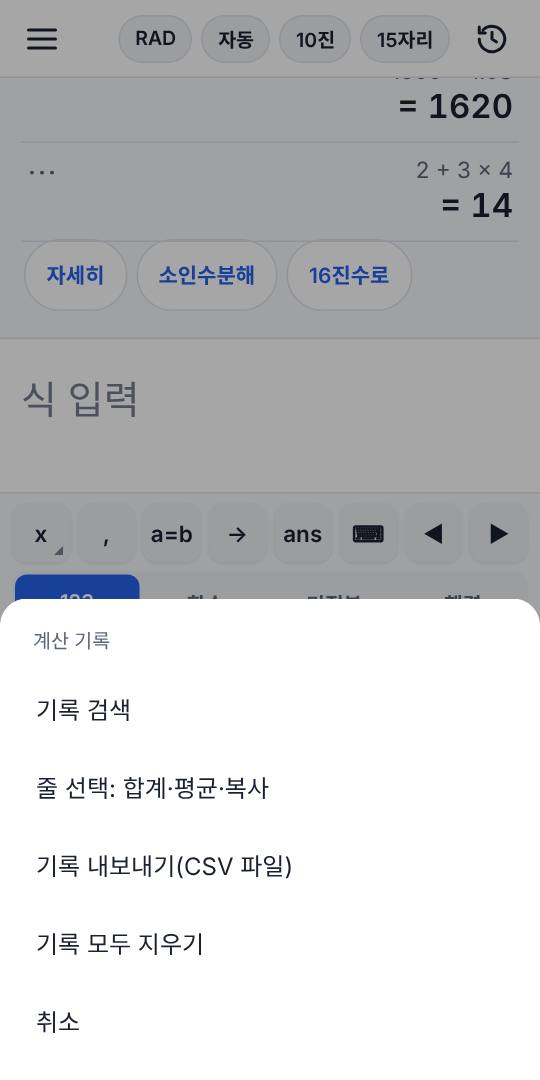 RAD 자동 10진 15자리
= 1620
... 2 + 3 × 4
= 14
자세히 소인수분해 16진수로
식 입력
x , a=b → ans ⌨ ◀ ▶
계산 기록
기록 검색
줄 선택: 합계·평균·복사
기록 내보내기(CSV 파일)
기록 모두 지우기
취소